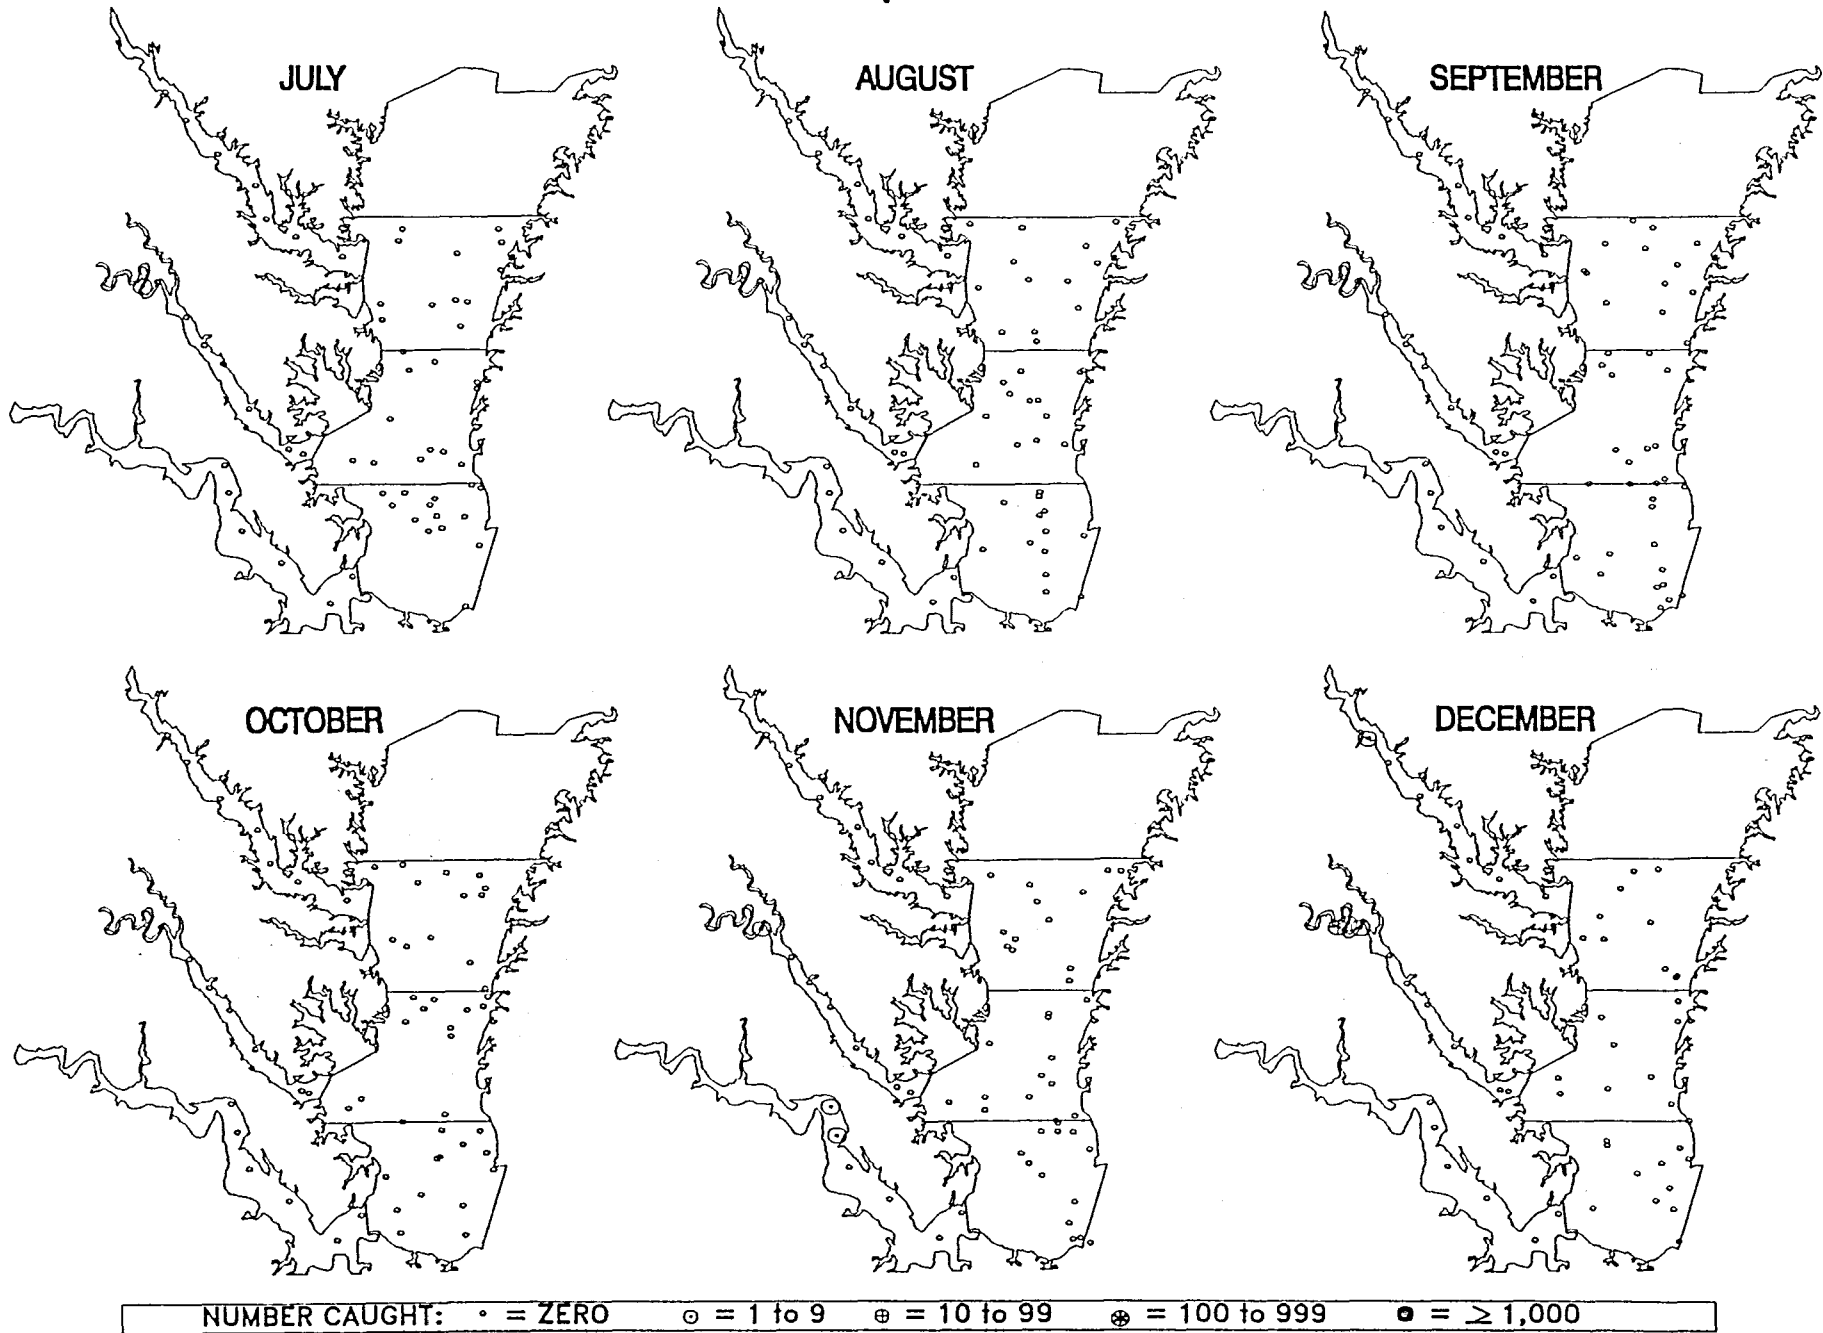 JULY
AUGUST
SEPTEMBER
OCTOBER
NOVEMBER
DECEMBER
NUMBER CAUGHT: = ZERO = 1 to 9 = 10 to 99 = 100 to 999 = ≥ 1,000